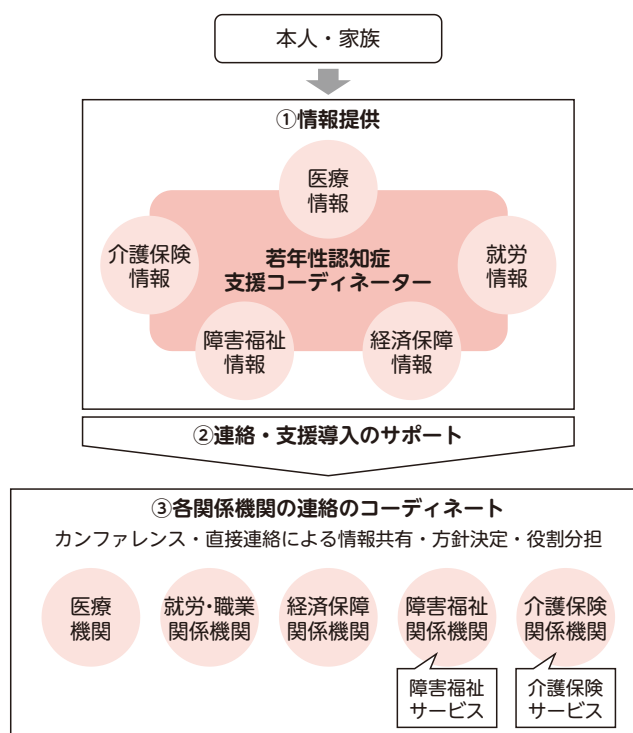 本人・家族
①情報提供
医療
情報
介護保険
情報
若年性認知症
支援コーディネーター
就労
情報
障害福祉
情報
経済保障
情報
②連絡・支援導入のサポート
③各関係機関の連絡のコーディネート
カンファレンス・直接連絡による情報共有・方針決定・役割分担
医療
機関
就労・職業
関係機関
経済保障
関係機関
障害福祉
関係機関
介護保険
関係機関
障害福祉
サービス
介護保険
サービス